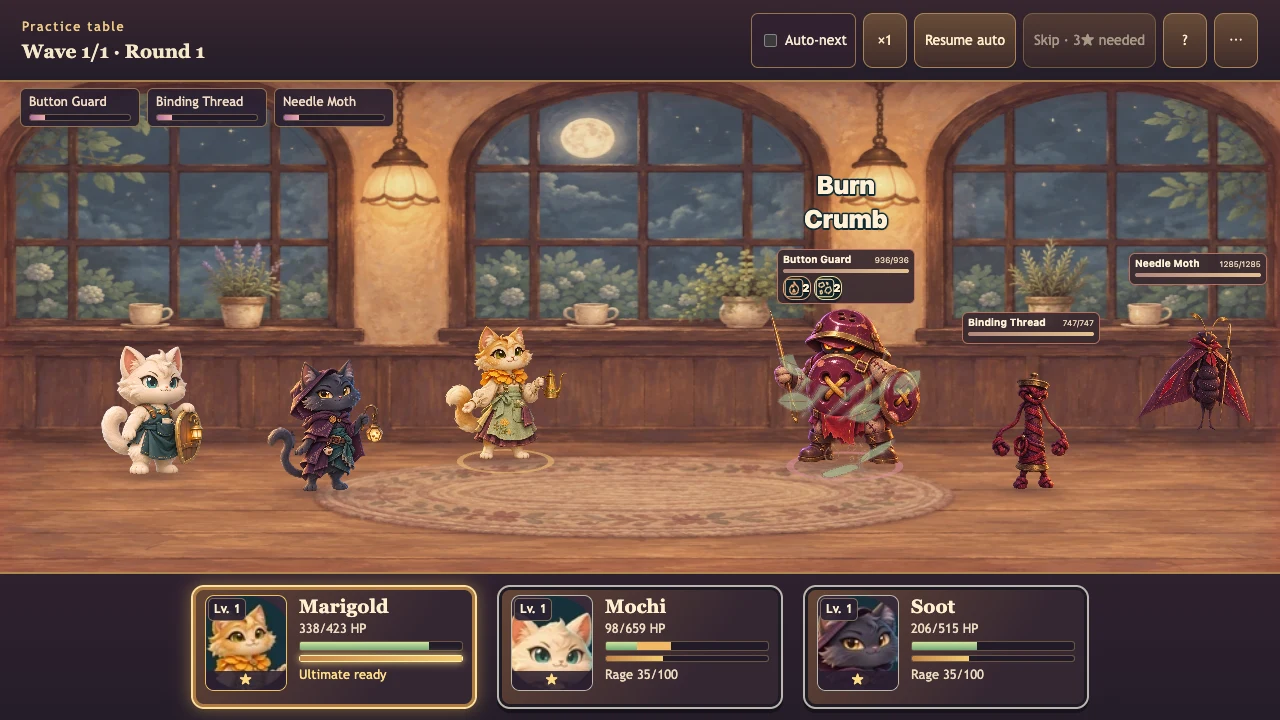 Practice table
Wave 1/1 · Round 1
Auto-next
×1
Resume auto
Skip · 3★ needed
?
···
Button Guard
Binding Thread
Needle Moth
Burn
Crumb
Button Guard 936/936
2 2
Needle Moth 1285/1285
Binding Thread 747/747
Lv. 1
Marigold
338/423 HP
Ultimate ready
Lv. 1
Mochi
98/659 HP
Rage 35/100
Lv. 1
Soot
206/515 HP
Rage 35/100